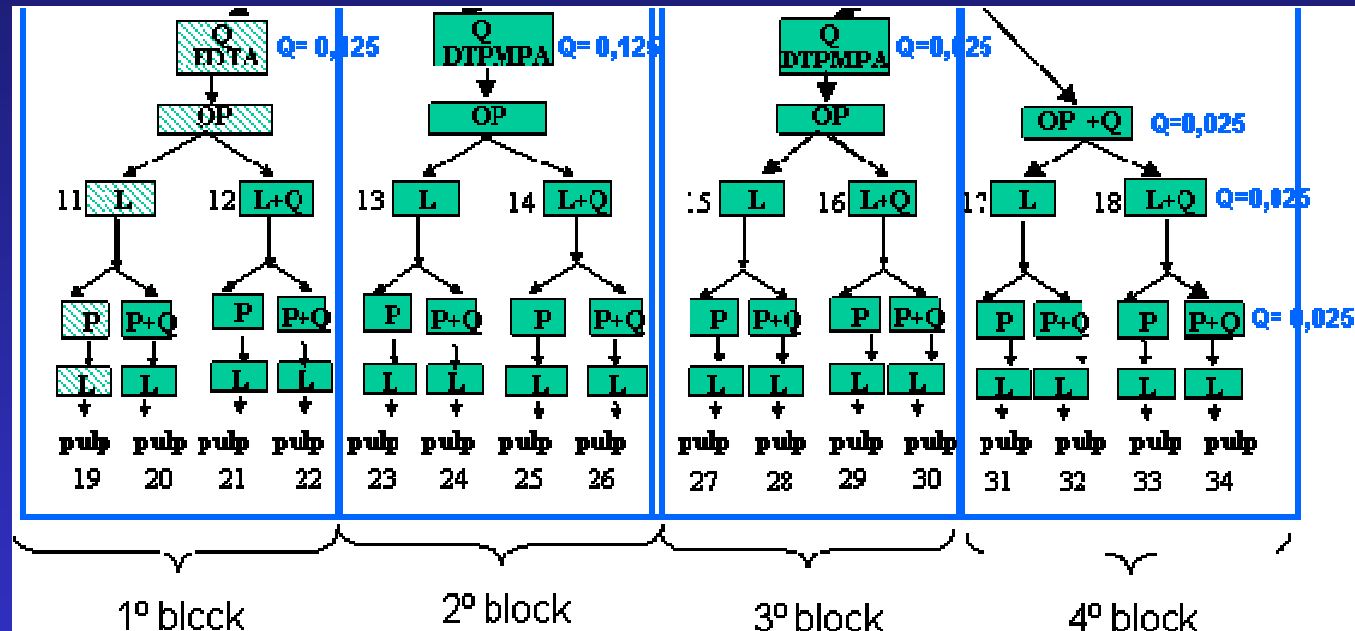 Q EDTA Q= 0,125 Q DTPMPA Q= 0,125 Q DTPMPA Q=0,025
OP OP OP OP +Q Q=0,025
11 L 12 L+Q 13 L 14 L+Q 15 L 16 L+Q 17 L 18 L+Q Q=0,025
P P+Q P P+Q P P+Q P P+Q P P+Q P P+Q P P+Q P P+Q Q= 0,025
L L L L L L L L L L L L L L L L
pulp pulp pulp pulp pulp pulp pulp pulp pulp pulp pulp pulp pulp pulp pulp pulp
19 20 21 22 23 24 25 26 27 28 29 30 31 32 33 34
1º block 2º block 3º block 4º block